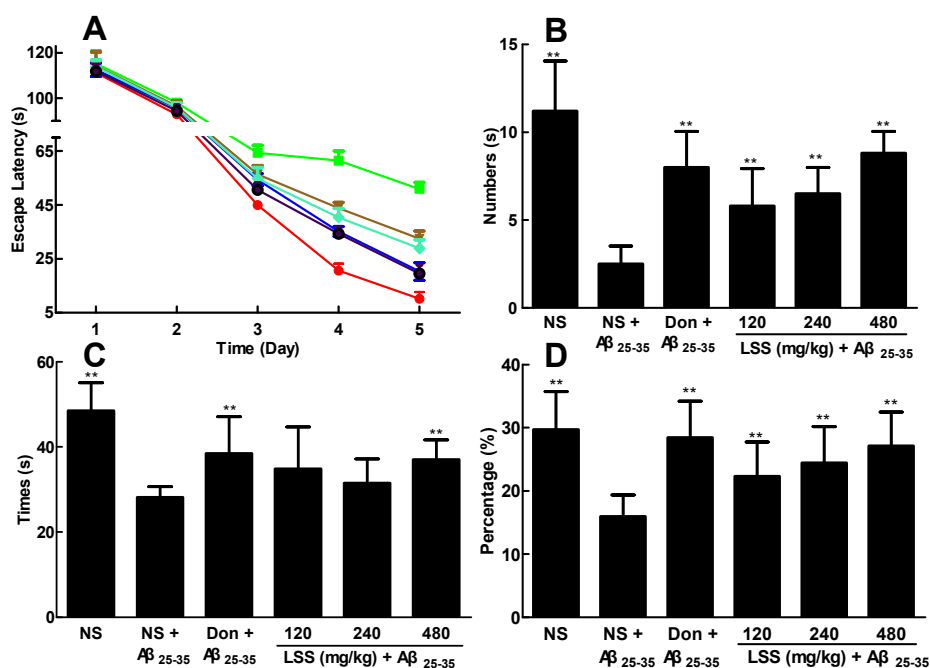 A
Escape Latency (s)
120
100
65
45
25
5
1 2 3 4 5
Time (Day)
B
Numbers (s)
15
10
5
0
** ** ** ** **
NS NS + Aβ 25-35 Don + Aβ 25-35 120 240 480
LSS (mg/kg) + Aβ 25-35
C
Times (s)
60
40
20
0
** ** **
NS NS + Aβ 25-35 Don + Aβ 25-35 120 240 480
LSS (mg/kg) + Aβ 25-35
D
Percentage (%)
40
30
20
10
0
** ** ** ** **
NS NS + Aβ 25-35 Don + Aβ 25-35 120 240 480
LSS (mg/kg) + Aβ 25-35